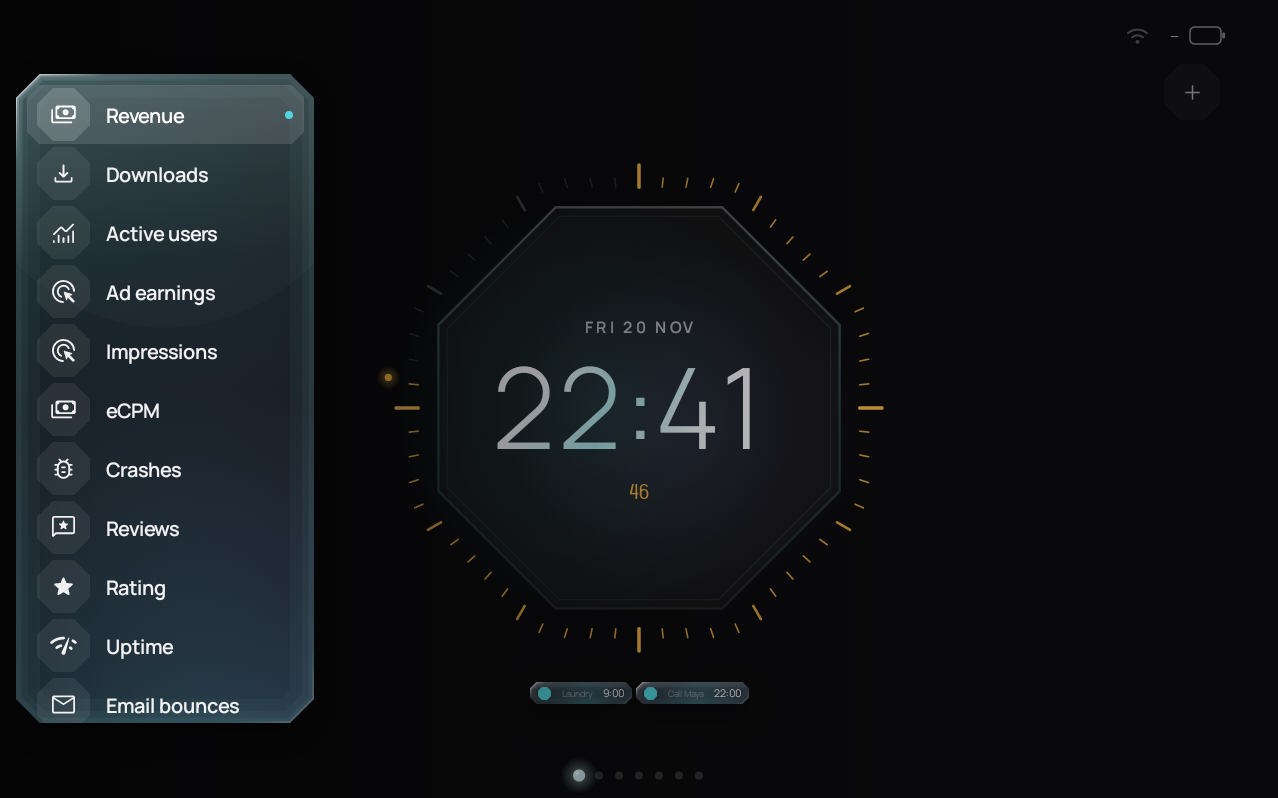 Revenue
Downloads
Active users
Ad earnings
Impressions
eCPM
Crashes
Reviews
Rating
Uptime
Email bounces
FRI 20 NOV
22:41
46
Laundry 9:00
Call Maya 22:00